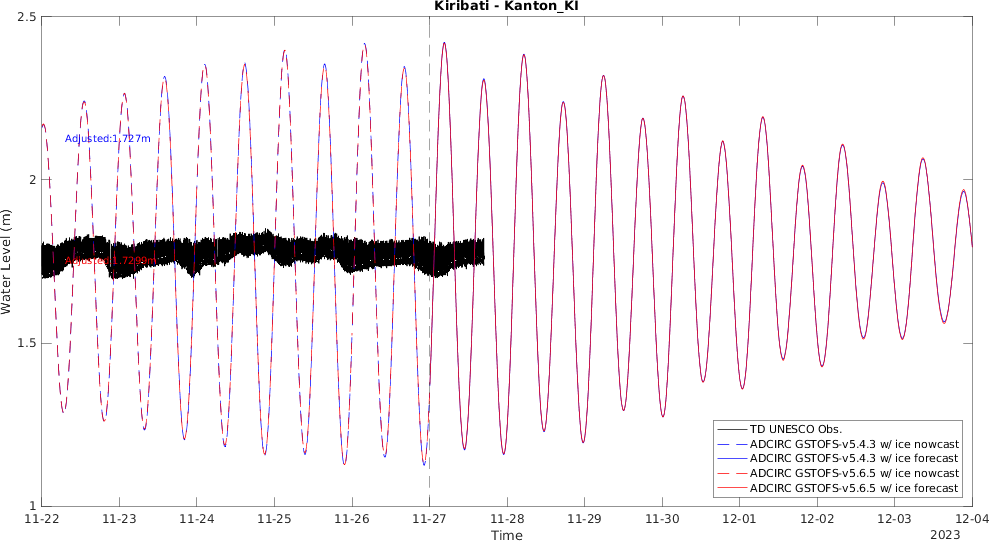 Kiribati - Kanton_KI
2.5
2
1.5
1
Water Level (m)
Adjusted:1.727m
TD UNESCO Obs.
ADCIRC GSTOFS-v5.4.3 w/ ice nowcast
ADCIRC GSTOFS-v5.4.3 w/ ice forecast
ADCIRC GSTOFS-v5.6.5 w/ ice nowcast
ADCIRC GSTOFS-v5.6.5 w/ ice forecast
11-22 11-23 11-24 11-25 11-26 11-27 11-28 11-29 11-30 12-01 12-02 12-03 12-04
Time
2023